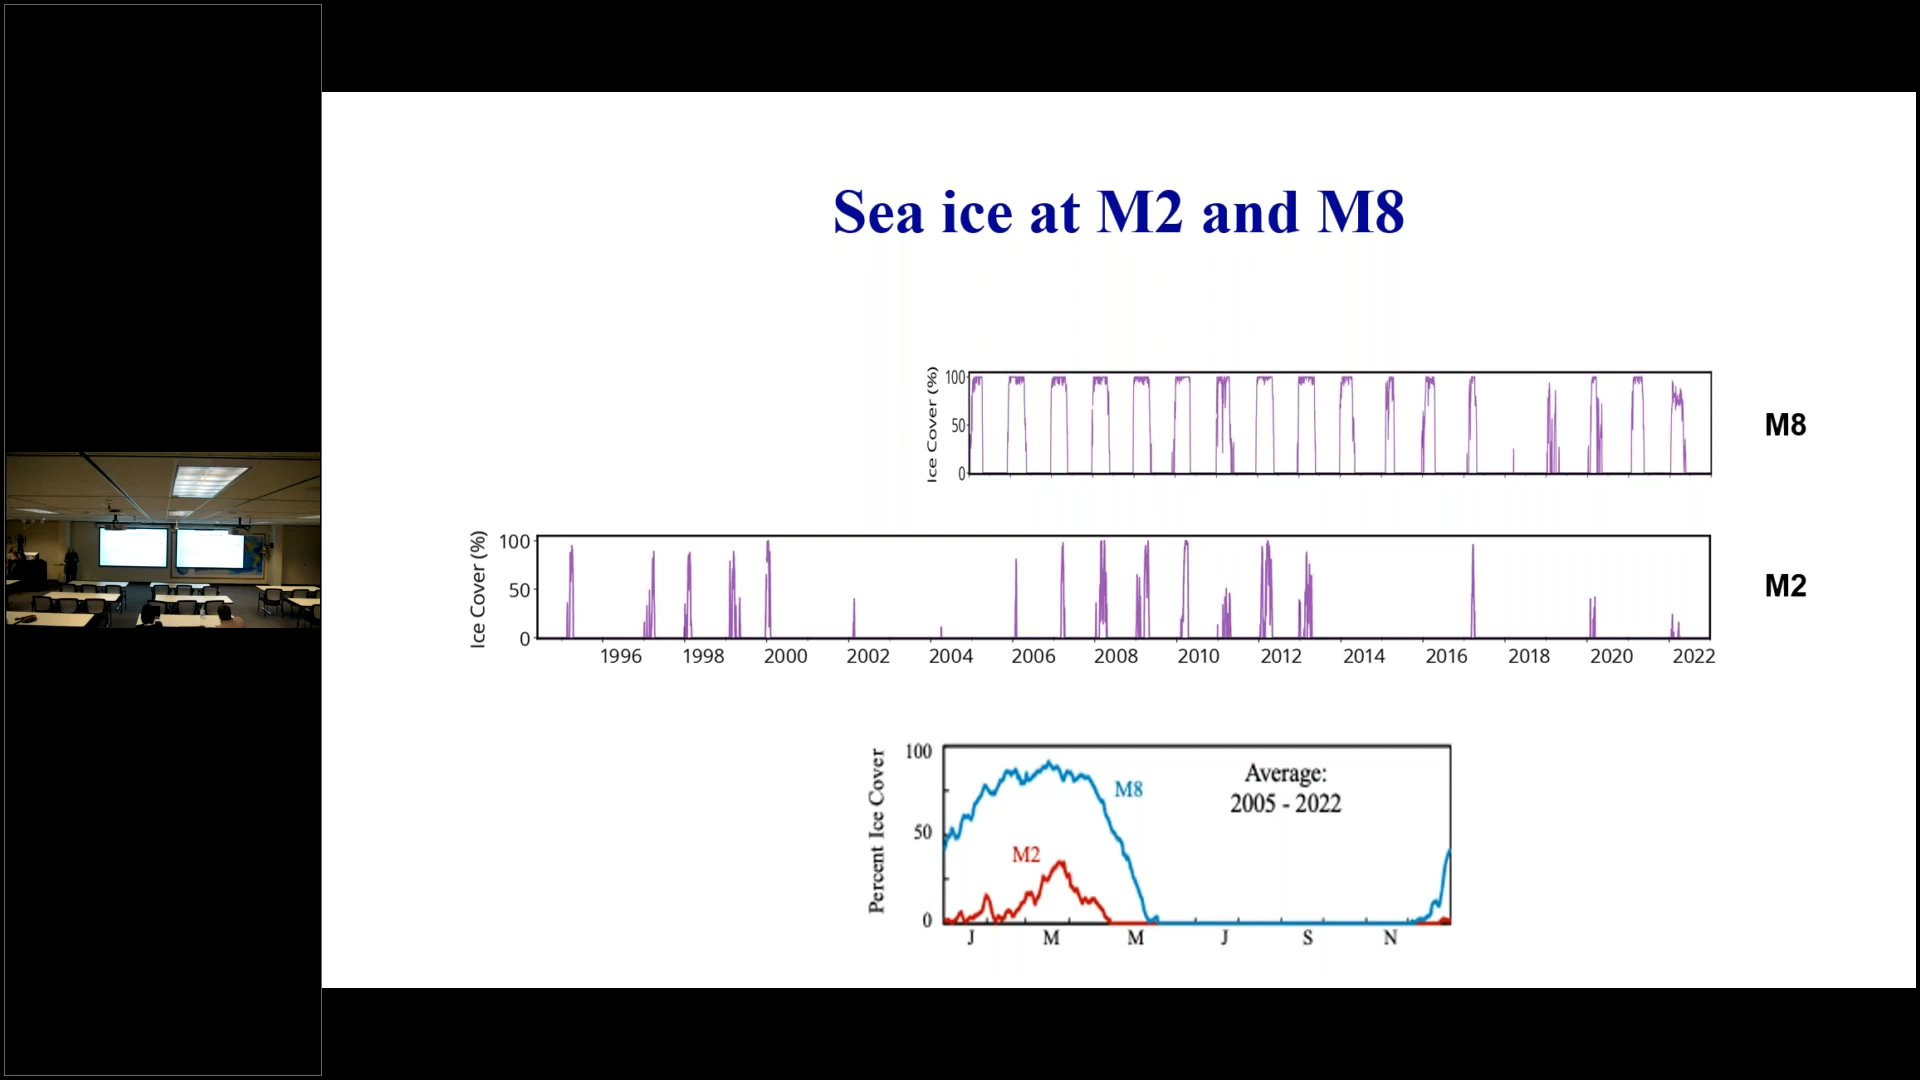 Sea ice at M2 and M8
Ice Cover (%)
100
50
0
M8
Ice Cover (%)
100
50
0
M2
1996 1998 2000 2002 2004 2006 2008 2010 2012 2014 2016 2018 2020 2022
Percent Ice Cover
100
50
0
M8
M2
Average:
2005 - 2022
J M M J S N